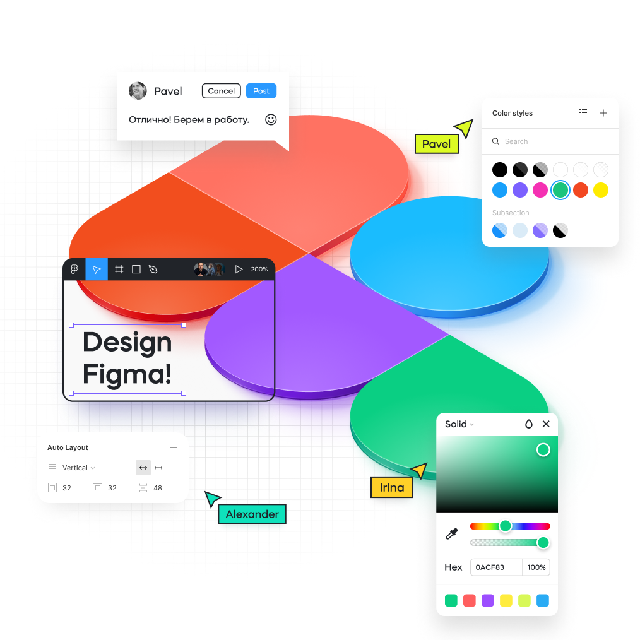 Pavel
Cancel
Post
Отлично! Берем в работу.
Pavel
Color styles
Search
Subsection
200%
Design
Figma!
Auto Layout
Vertical
32
32
48
Alexander
Irina
Solid
Hex
0ACF83
100%